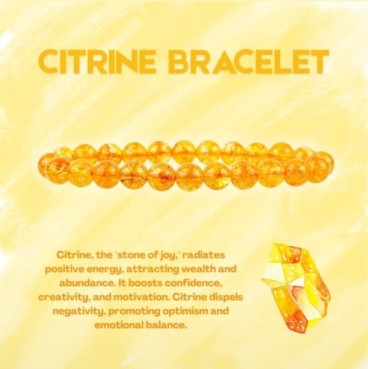 CITRINE BRACELET
Citrine, the 'stone of joy,' radiates
positive energy, attracting wealth and
abundance. It boosts confidence,
creativity, and motivation. Citrine dispels
negativity, promoting optimism and
emotional balance.